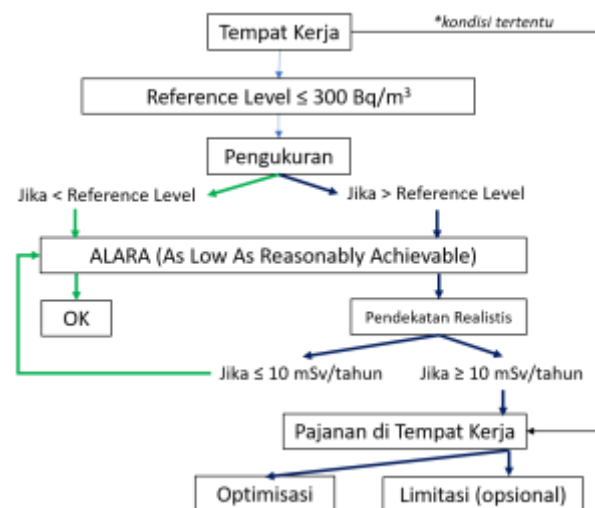 Tempat Kerja
*kondisi tertentu
Reference Level ≤ 300 Bq/m³
Pengukuran
Jika < Reference Level
Jika > Reference Level
ALARA (As Low As Reasonably Achievable)
OK
Pendekatan Realistis
Jika ≤ 10 mSv/tahun
Jika ≥ 10 mSv/tahun
Pajanan di Tempat Kerja
Optimisasi
Limitasi (opsional)